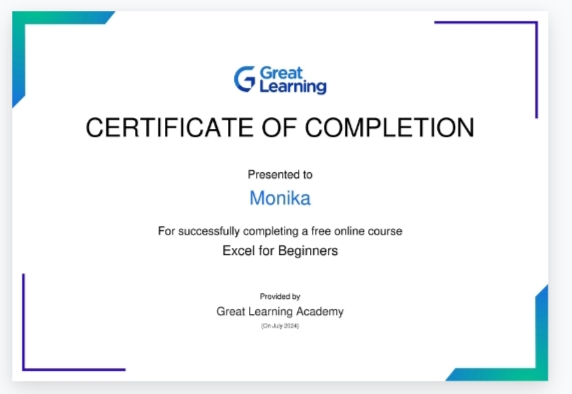 Great
Learning
CERTIFICATE OF COMPLETION
Presented to
Monika
For successfully completing a free online course
Excel for Beginners
Provided by
Great Learning Academy
(On July 2024)